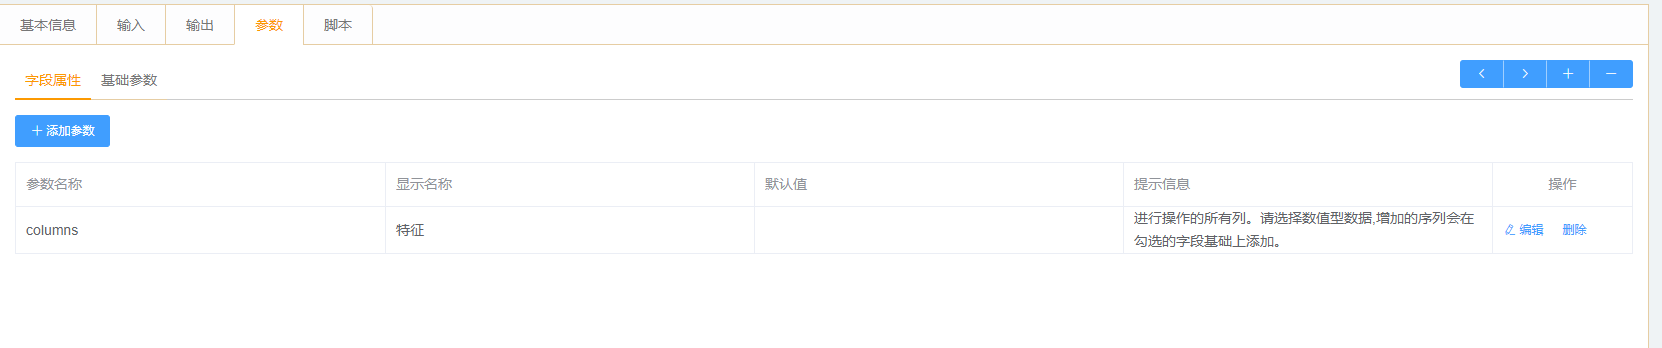 基本信息 输入 输出 参数 脚本
字段属性 基础参数
添加参数
参数名称 显示名称 默认值 提示信息 操作
columns 特征 进行操作的所有列。请选择数值型数据,增加的序列会在
勾选的字段基础上添加。 编辑 删除